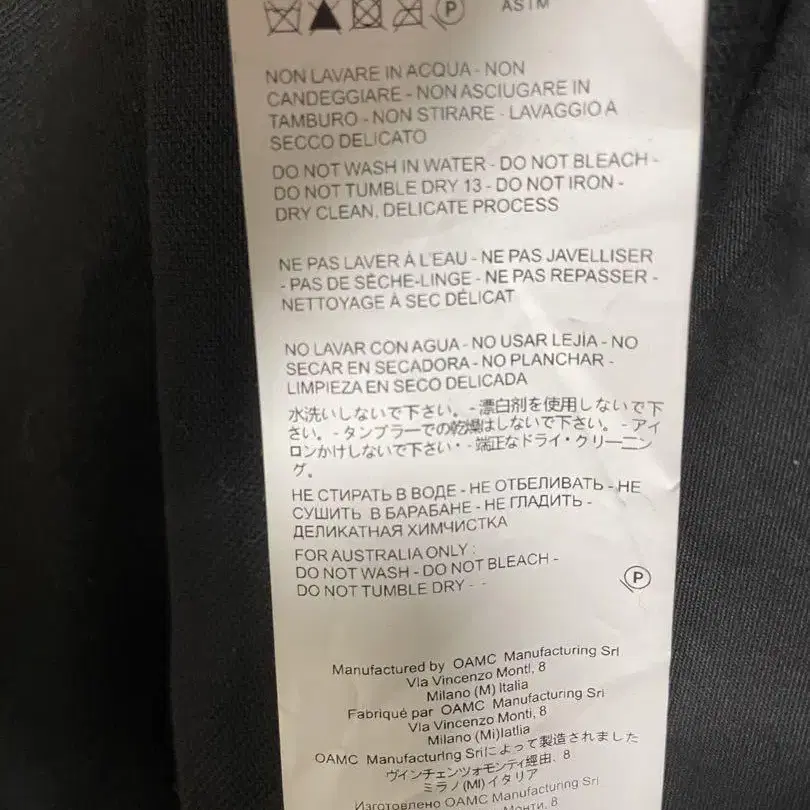 P
ASTM
NON LAVARE IN ACQUA - NON
CANDEGGIARE - NON ASCIUGARE IN
TAMBURO - NON STIRARE - LAVAGGIO A
SECCO DELICATO
DO NOT WASH IN WATER - DO NOT BLEACH -
DO NOT TUMBLE DRY 13 - DO NOT IRON -
DRY CLEAN, DELICATE PROCESS
NE PAS LAVER À L'EAU - NE PAS JAVELLISER
- PAS DE SÈCHE-LINGE - NE PAS REPASSER -
NETTOYAGE À SEC DÉLICAT
NO LAVAR CON AGUA - NO USAR LEJÍA - NO
SECAR EN SECADORA - NO PLANCHAR -
LIMPIEZA EN SECO DELICADA
水洗いしないで下さい。 - 漂白剤を使用しないで下
さい。 - タンブラーでの乾燥はしないで下さい。 - アイ
ロンかけしないで下さい・ - 端正なドライ・クリーニン
グ。
НЕ СТИРАТЬ В ВОДЕ - НЕ ОТБЕЛИВАТЬ - НЕ
СУШИТЬ В БАРАБАНЕ - НЕ ГЛАДИТЬ -
ДЕЛИКАТНАЯ ХИМЧИСТКА
FOR AUSTRALIA ONLY :
DO NOT WASH - DO NOT BLEACH -
DO NOT TUMBLE DRY - -
P
Manufactured by OAMC Manufacturing Srl
Via Vincenzo Monti, 8
Milano (M) Italia
Fabriqué par OAMC Manufacturing Sri
Via Vincenzo Monti, 8
Milano (Mi)Iatlia
OAMC Manufacturing Srlによって製造されました
ヴィンチェンツォモンティ経由、8
ミラノ(MI)イタリア
Изготовлено OAMC Manufacturing Srl
Монти, 8